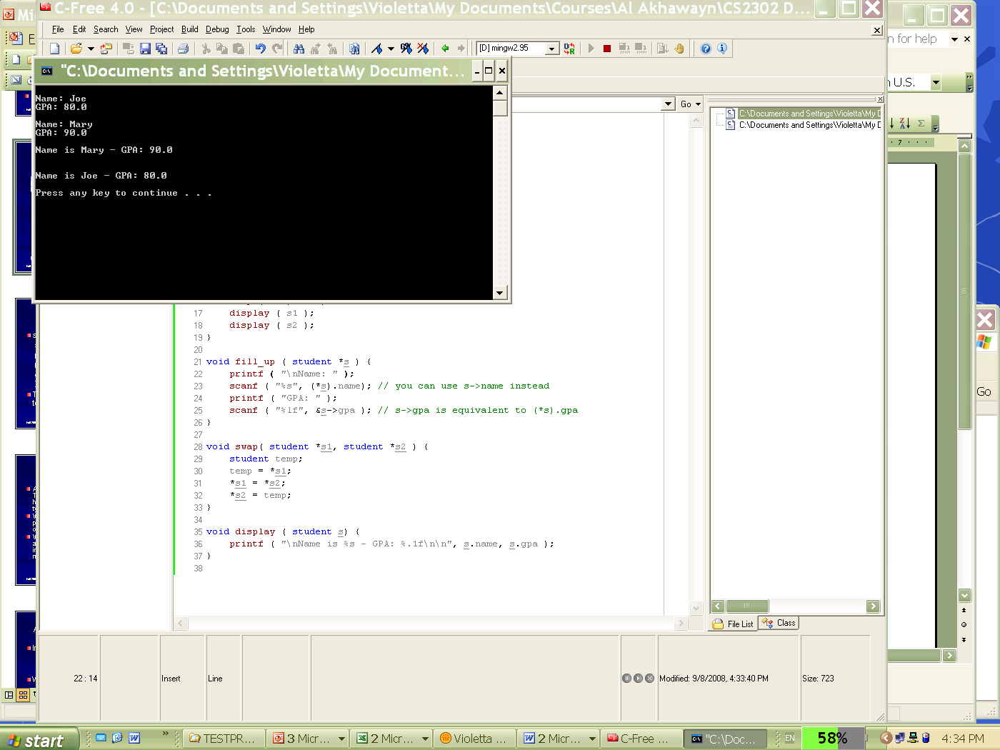 C-Free 4.0 - [C:\Documents and Settings\Violetta\My Documents\Courses\Al Akhawayn\CS2302 D...
File Edit Search View Project Build Debug Tools Window Help
n for help
[D] mingw2.95
"C:\Documents and Settings\Violetta\My Document...
n U.S.
Go
C:\Documents and Settings\Violetta\My D
C:\Documents and Settings\Violetta\My D
Name: Joe
GPA: 80.0
Name: Mary
GPA: 90.0
Name is Mary - GPA: 90.0
Name is Joe - GPA: 80.0
Press any key to continue . . .
· 7 · · ·
17 display ( s1 );
18 display ( s2 );
19 }
20
21 void fill_up ( student *s ) {
22 printf ( "\nName: " );
23 scanf ( "%s", (*s).name); // you can use s->name instead
24 printf ( "GPA: " );
25 scanf ( "%lf", &s->gpa ); // s->gpa is equivalent to (*s).gpa
26 }
27
28 void swap( student *s1, student *s2 ) {
29 student temp;
30 temp = *s1;
31 *s1 = *s2;
32 *s2 = temp;
33 }
34
35 void display ( student s) {
36 printf ( "\nName is %s - GPA: %.1f\n\n", s.name, s.gpa );
37 }
38
Go
File List Class
22 : 14 Insert Line Modified: 9/8/2008, 4:33:40 PM Size: 723
start TESTPR... 3 Micr... 2 Micr... Violetta ... 2 Micr... C-Free ... "C:\Doc... EN 58% 4:34 PM